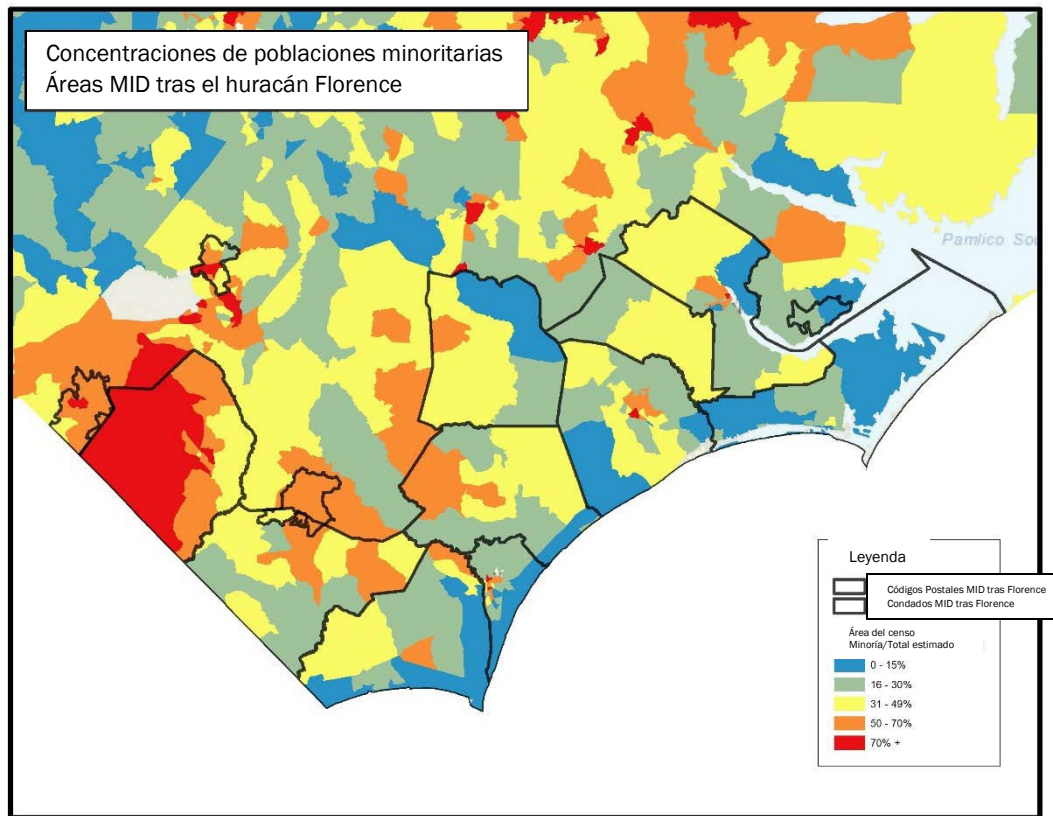 Concentraciones de poblaciones minoritarias
Áreas MID tras el huracán Florence
Pamlico
Leyenda
Códigos Postales MID tras Florence
Condados MID tras Florence
Área del censo
Minoría/Total estimado
0 - 15%
16 - 30%
31 - 49%
50 - 70%
70% +